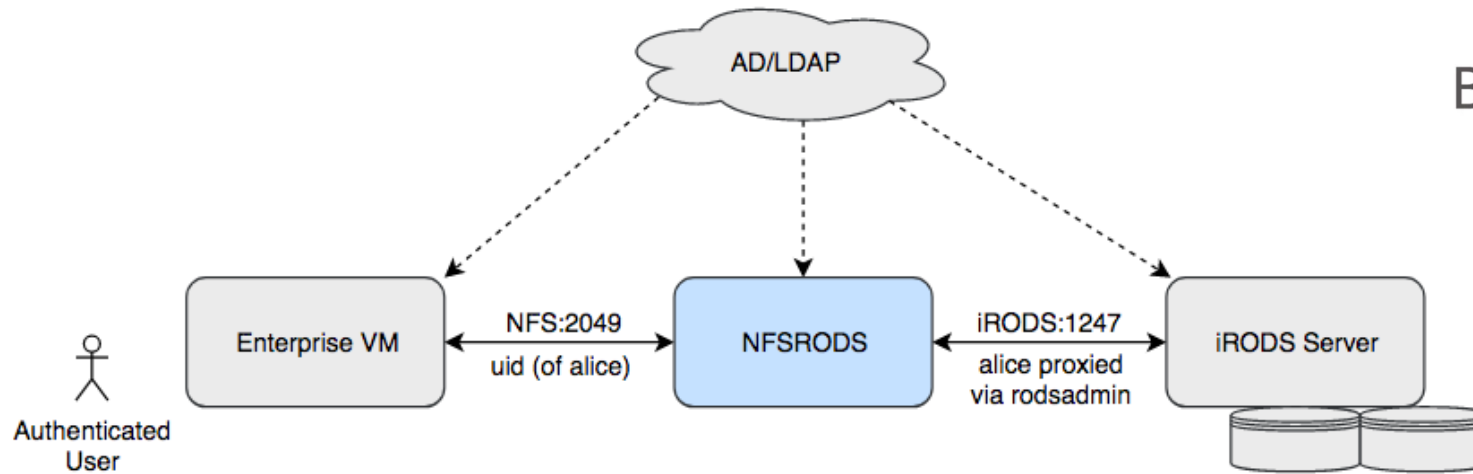 AD/LDAP
B
Enterprise VM
NFS:2049
uid (of alice)
NFSRODS
iRODS:1247
alice proxied
via rodsadmin
iRODS Server
Authenticated
User